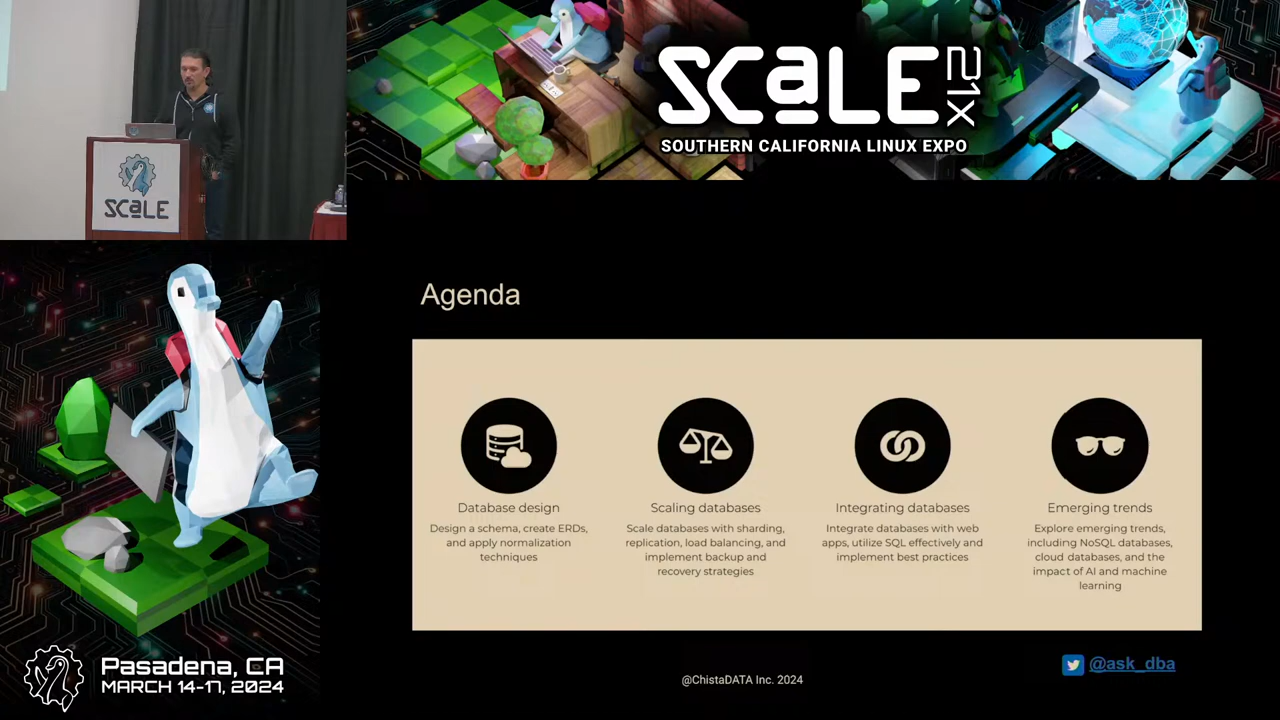 SCALE 21X
SOUTHERN CALIFORNIA LINUX EXPO
SCALE
Agenda
Database design
Design a schema, create ERDs,
and apply normalization
techniques
Scaling databases
Scale databases with sharding,
replication, load balancing, and
implement backup and
recovery strategies
Integrating databases
Integrate databases with web
apps, utilize SQL effectively and
implement best practices
Emerging trends
Explore emerging trends,
including NoSQL databases,
cloud databases, and the
impact of AI and machine
learning
@ask_dba
@ChistaDATA Inc. 2024
Pasadena, CA
MARCH 14-17, 2024